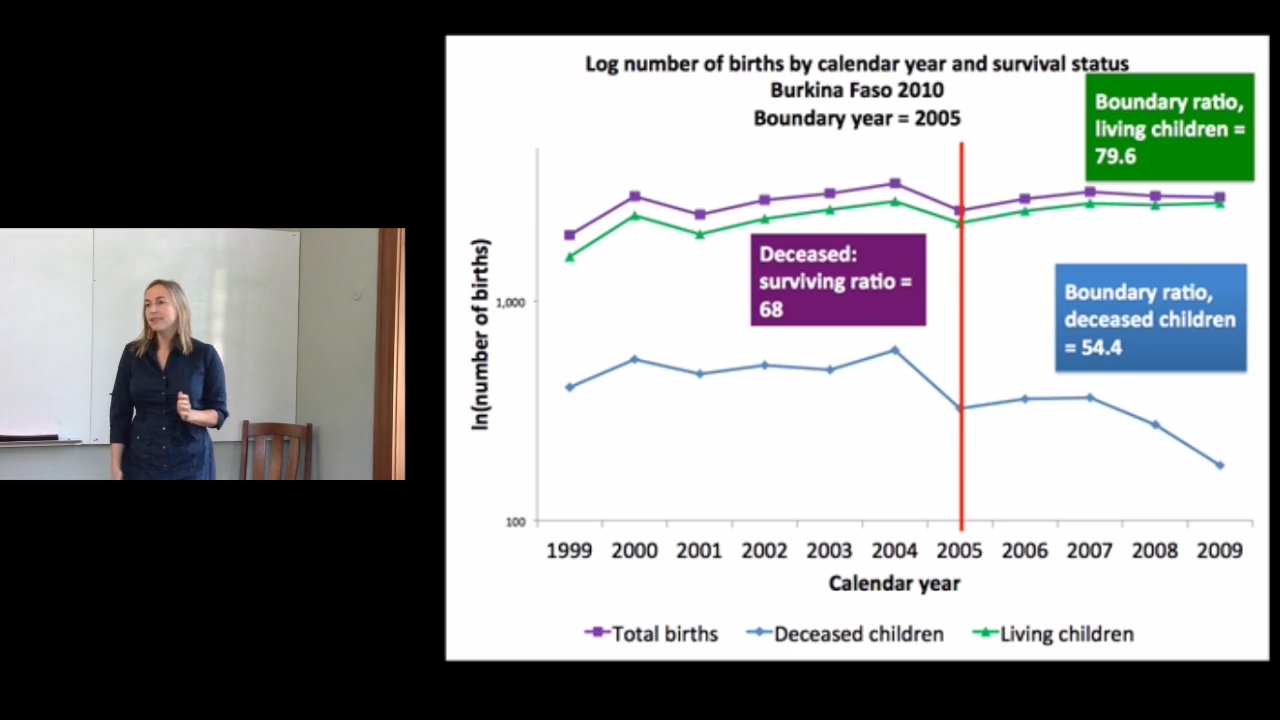 Log number of births by calendar year and survival status
Burkina Faso 2010
Boundary year = 2005
Boundary ratio,
living children =
79.6
Deceased:
surviving ratio =
68
Boundary ratio,
deceased children
= 54.4
ln(number of births)
1,000
100
1999 2000 2001 2002 2003 2004 2005 2006 2007 2008 2009
Calendar year
Total births Deceased children Living children